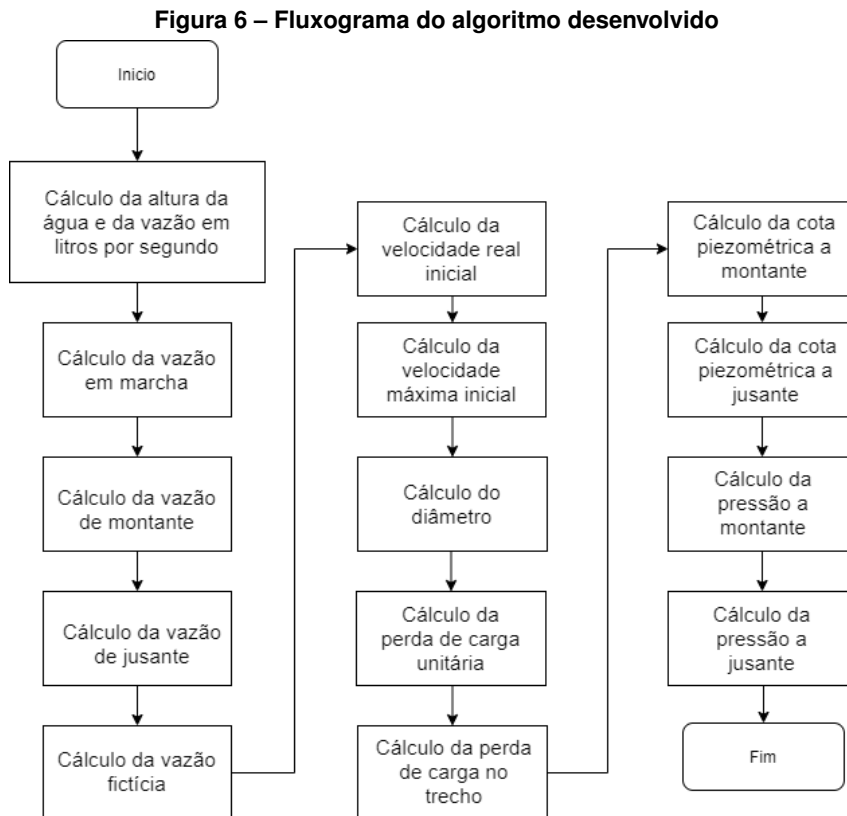 Figura 6 – Fluxograma do algoritmo desenvolvido
Inicio
Cálculo da altura da
água e da vazão em
litros por segundo
Cálculo da vazão
em marcha
Cálculo da vazão
de montante
Cálculo da vazão
de jusante
Cálculo da vazão
fictícia
Cálculo da
velocidade real
inicial
Cálculo da
velocidade
máxima inicial
Cálculo do
diâmetro
Cálculo da
perda de carga
unitária
Cálculo da perda
de carga no
trecho
Cálculo da cota
piezométrica a
montante
Cálculo da cota
piezométrica a
jusante
Cálculo da
pressão a
montante
Cálculo da
pressão a
jusante
Fim